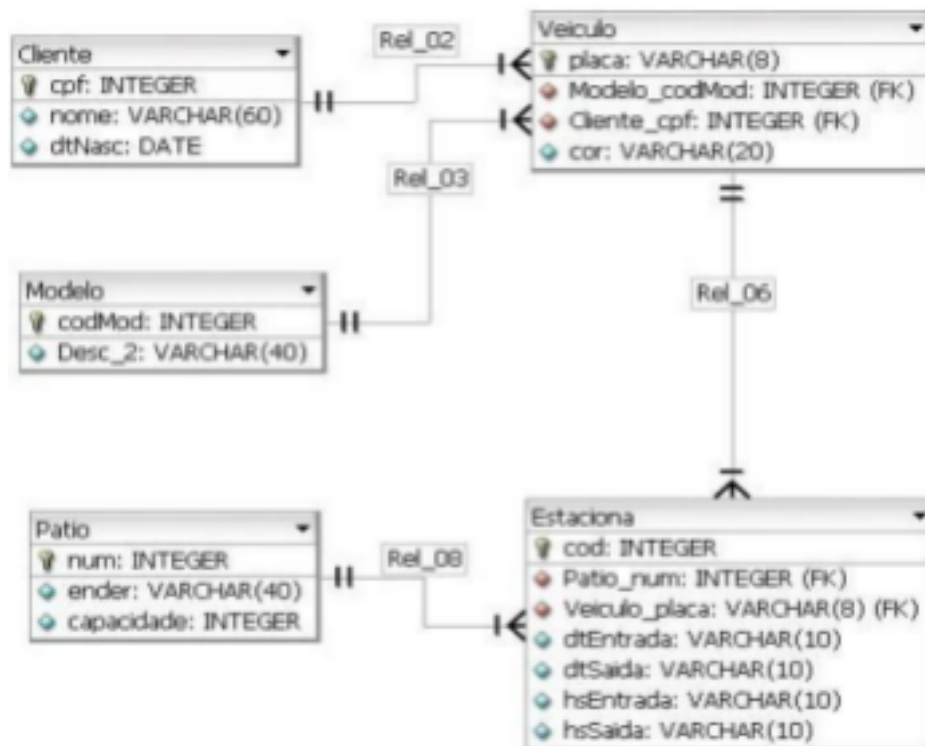 Cliente
cpf: INTEGER
nome: VARCHAR(60)
dtNasc: DATE
Rel_02
Veiculo
placa: VARCHAR(8)
Modelo_codMod: INTEGER (FK)
Cliente_cpf: INTEGER (FK)
cor: VARCHAR(20)
Rel_03
Modelo
codMod: INTEGER
Desc_2: VARCHAR(40)
Rel_06
Patio
num: INTEGER
ender: VARCHAR(40)
capacidade: INTEGER
Rel_08
Estaciona
cod: INTEGER
Patio_num: INTEGER (FK)
Veiculo_placa: VARCHAR(8) (FK)
dtEntrada: VARCHAR(10)
dtSaida: VARCHAR(10)
hsEntrada: VARCHAR(10)
hsSaida: VARCHAR(10)